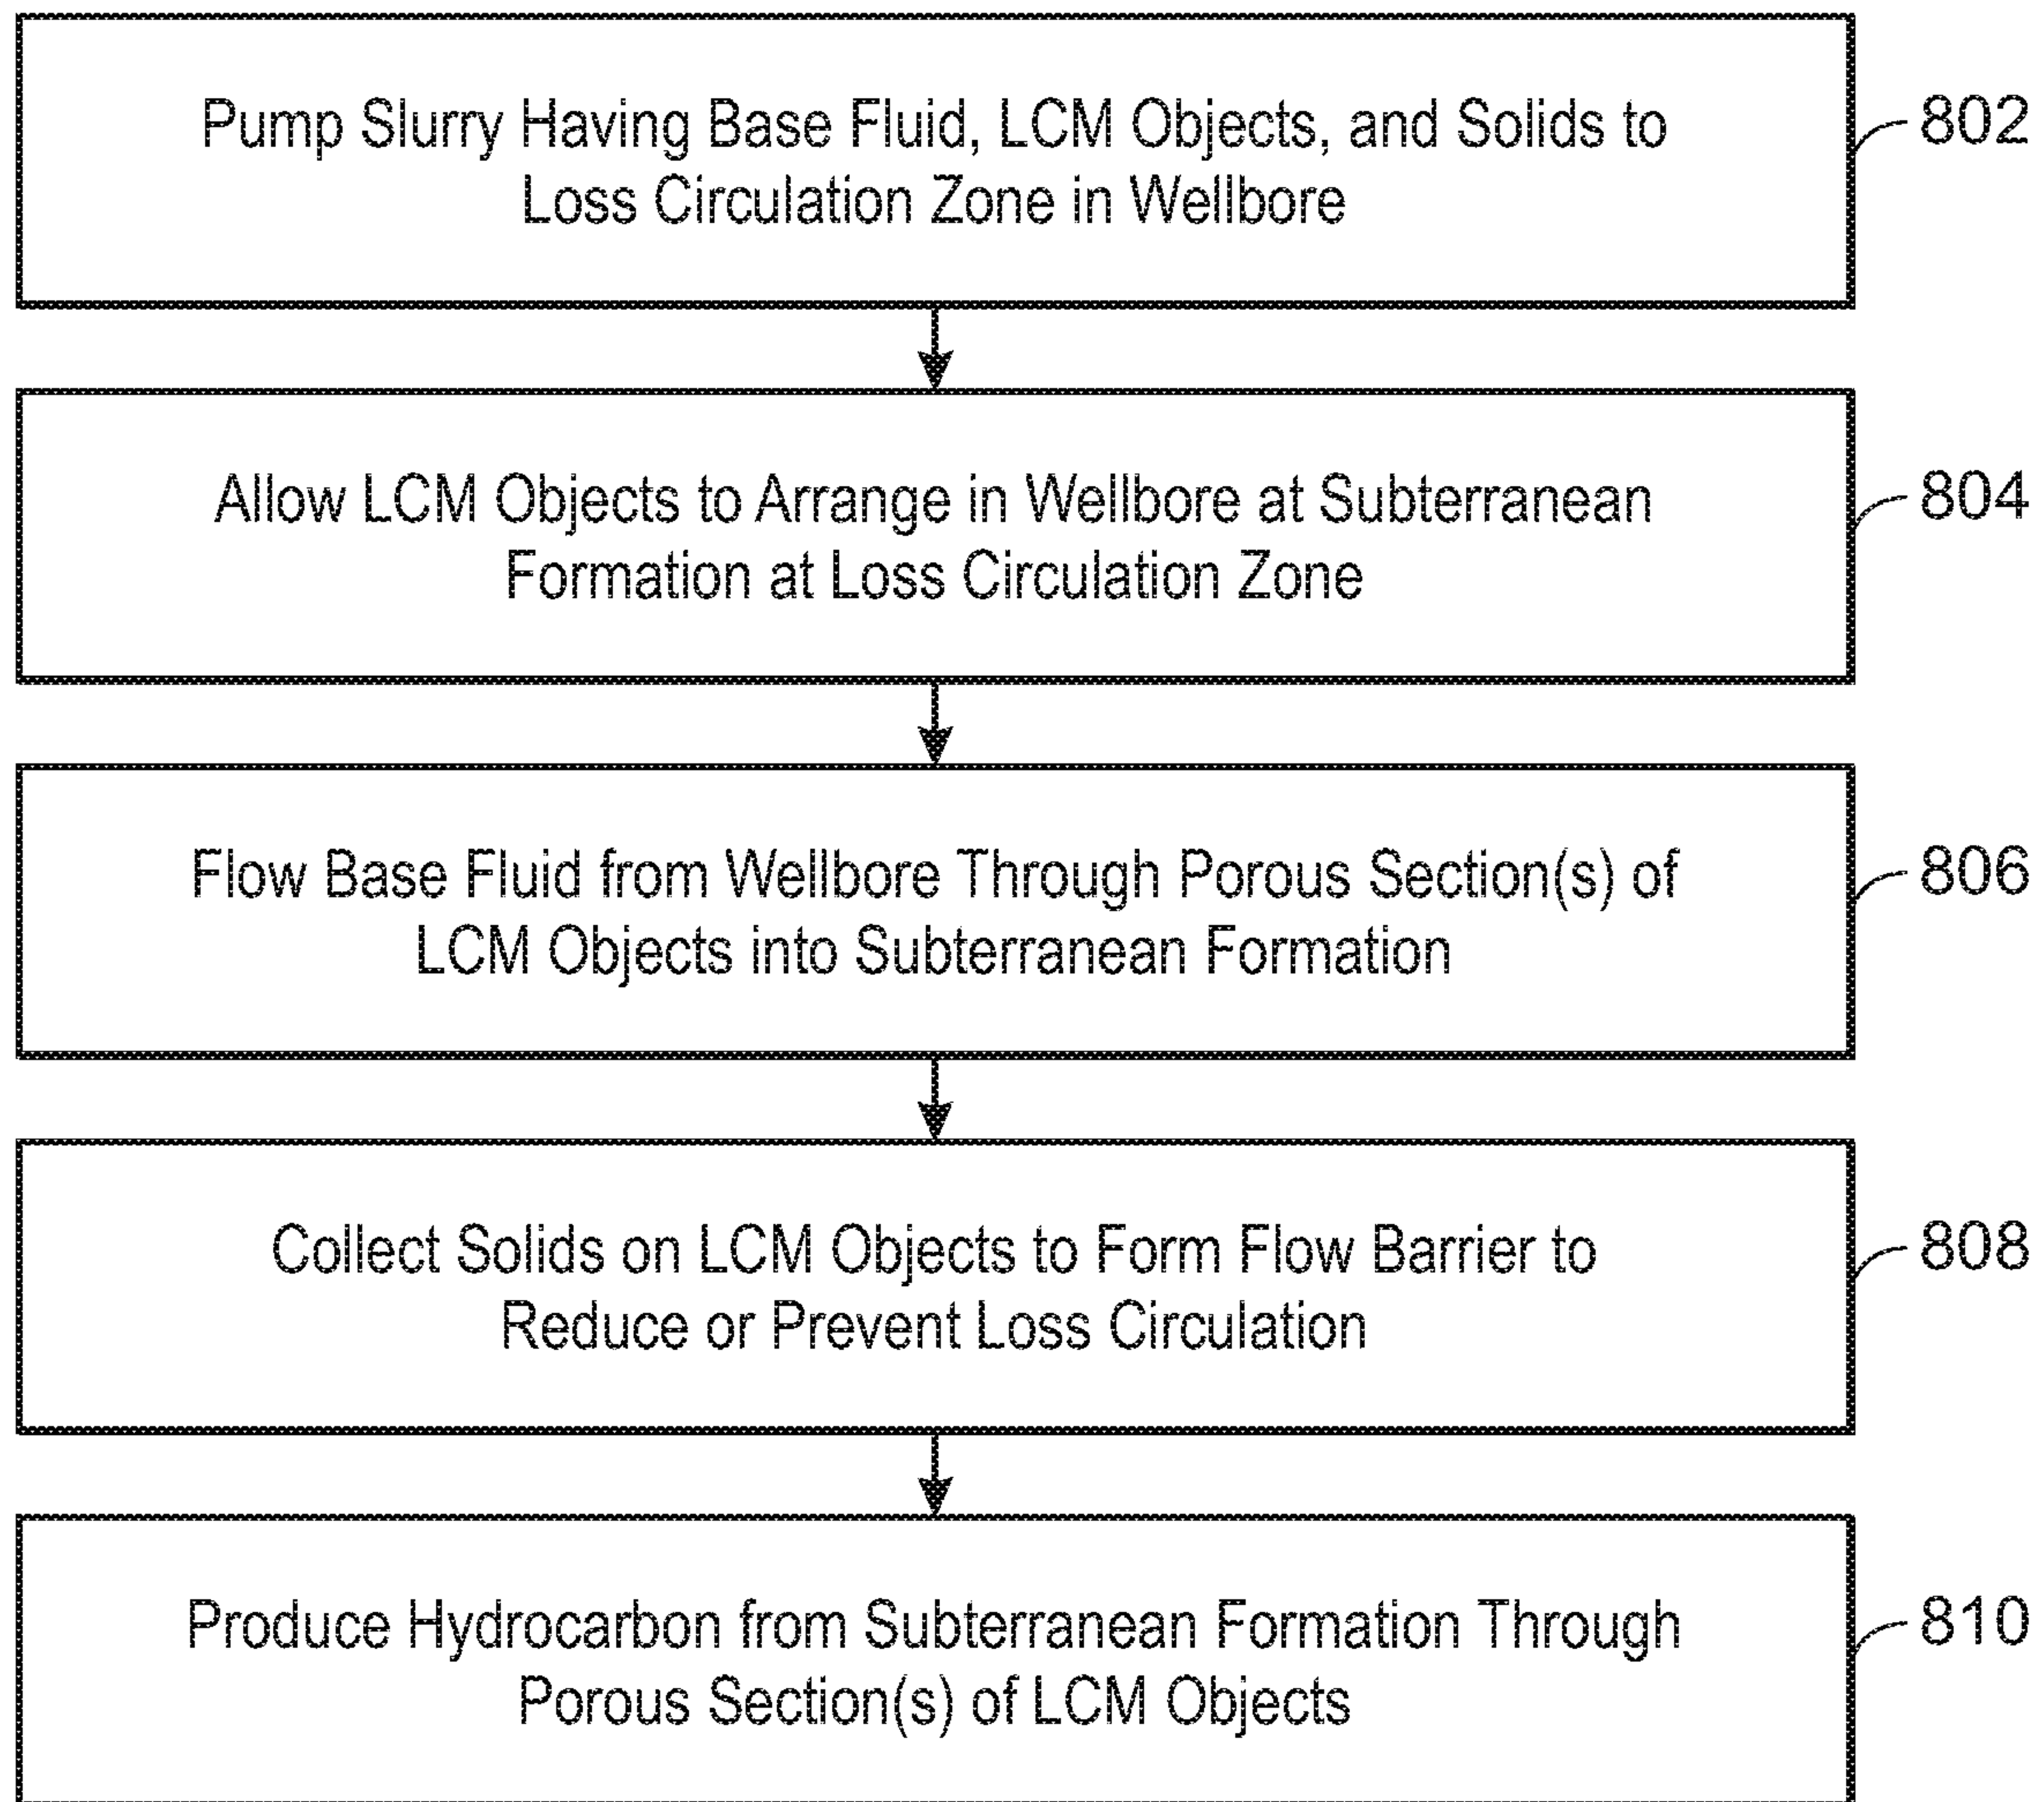 Pump Slurry Having Base Fluid, LCM Objects, and Solids to
Loss Circulation Zone in Wellbore
802
Allow LCM Objects to Arrange in Wellbore at Subterranean
Formation at Loss Circulation Zone
804
Flow Base Fluid from Wellbore Through Porous Section(s) of
LCM Objects into Subterranean Formation
806
Collect Solids on LCM Objects to Form Flow Barrier to
Reduce or Prevent Loss Circulation
808
Produce Hydrocarbon from Subterranean Formation Through
Porous Section(s) of LCM Objects
810